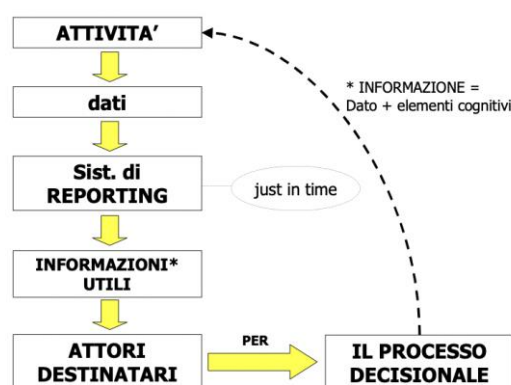 ATTIVITA’
dati
Sist. di
REPORTING
just in time
INFORMAZIONI*
UTILI
ATTORI
DESTINATARI
PER
IL PROCESSO
DECISIONALE
* INFORMAZIONE =
Dato + elementi cognitivi